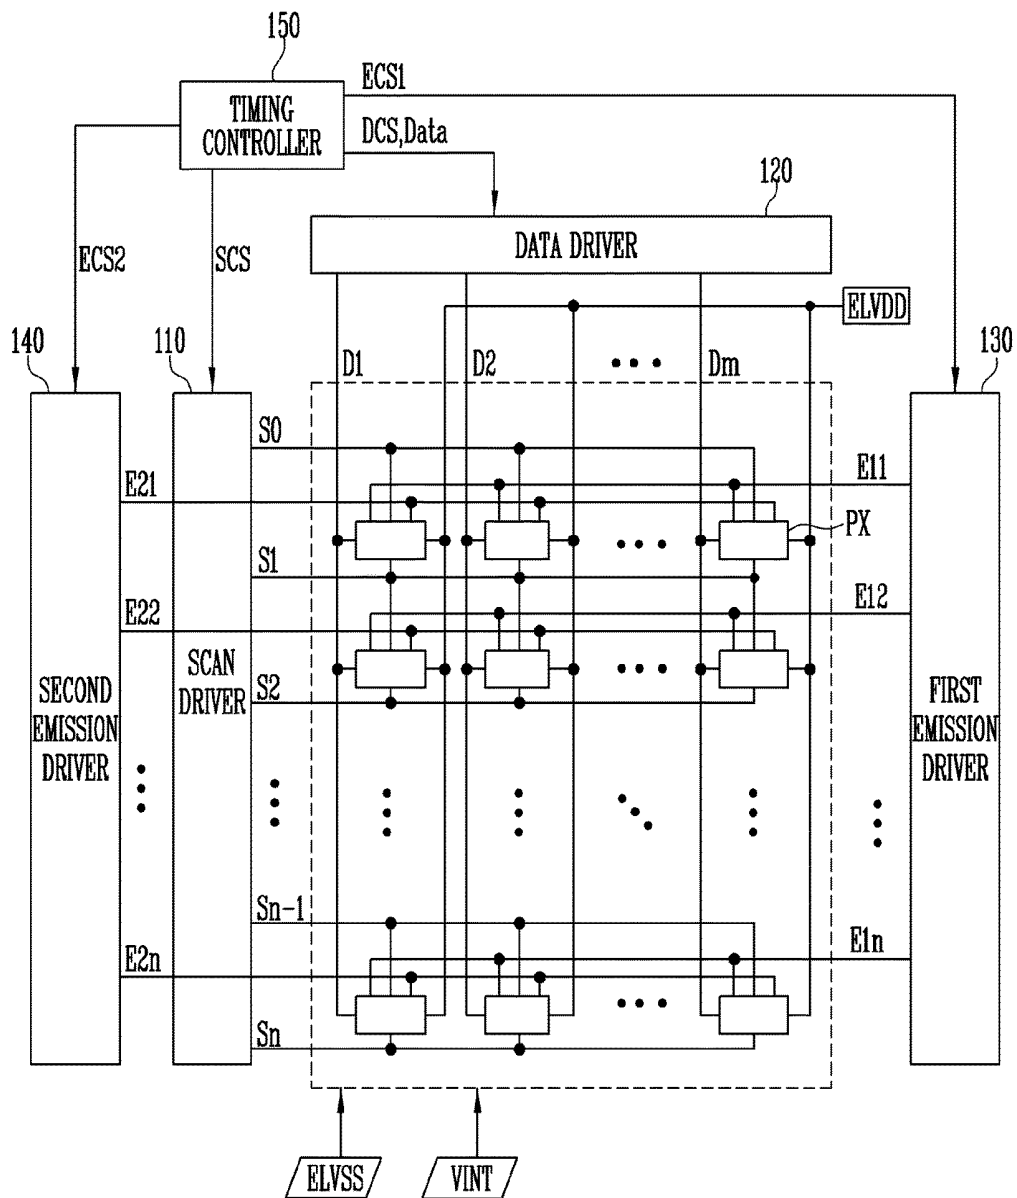 150
ECS1
TIMING
CONTROLLER
DCS,Data
120
DATA DRIVER
ECS2
SCS
ELVDD
140
110
130
D1
D2
Dm
S0
E11
E21
PX
S1
E12
E22
SCAN
DRIVER
S2
SECOND
EMISSION
DRIVER
FIRST
EMISSION
DRIVER
Sn-1
E1n
E2n
Sn
ELVSS
VINT